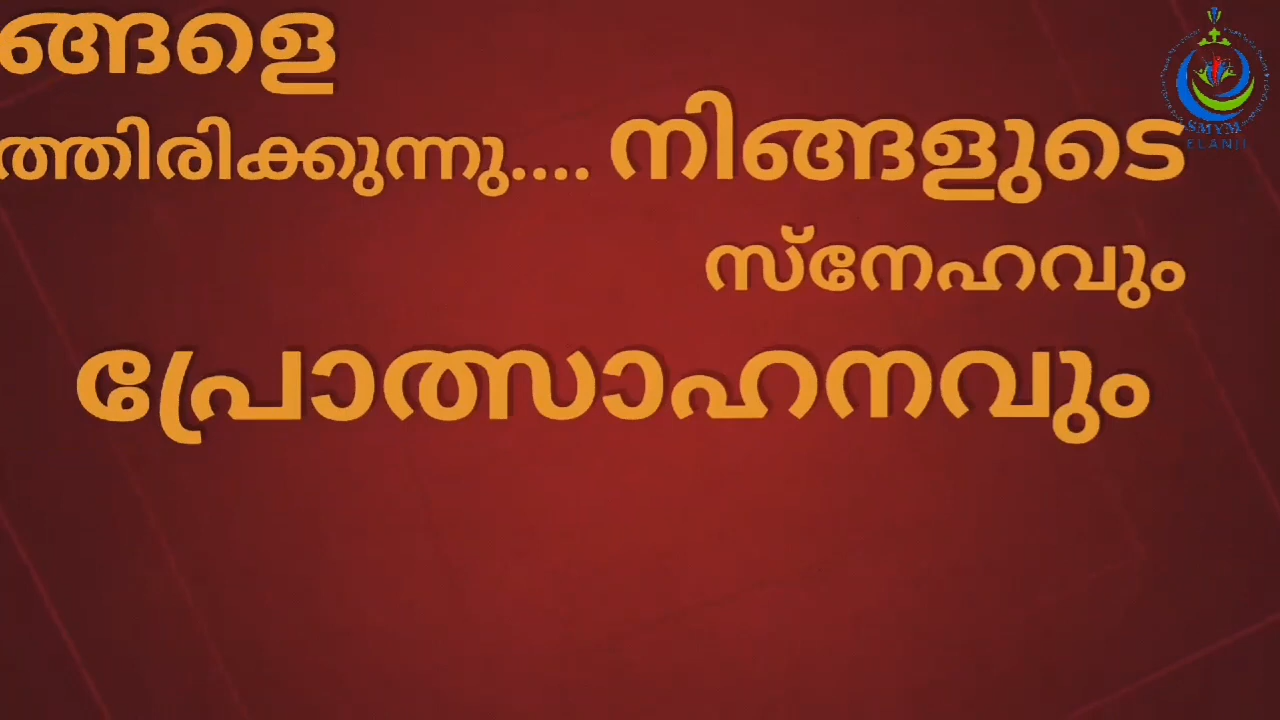 ങ്ങളെ
ത്തിരിക്കുന്നു.... നിങ്ങളുടെ
സ്നേഹവും
പ്രോത്സാഹനവും
SMYM
ELANJI